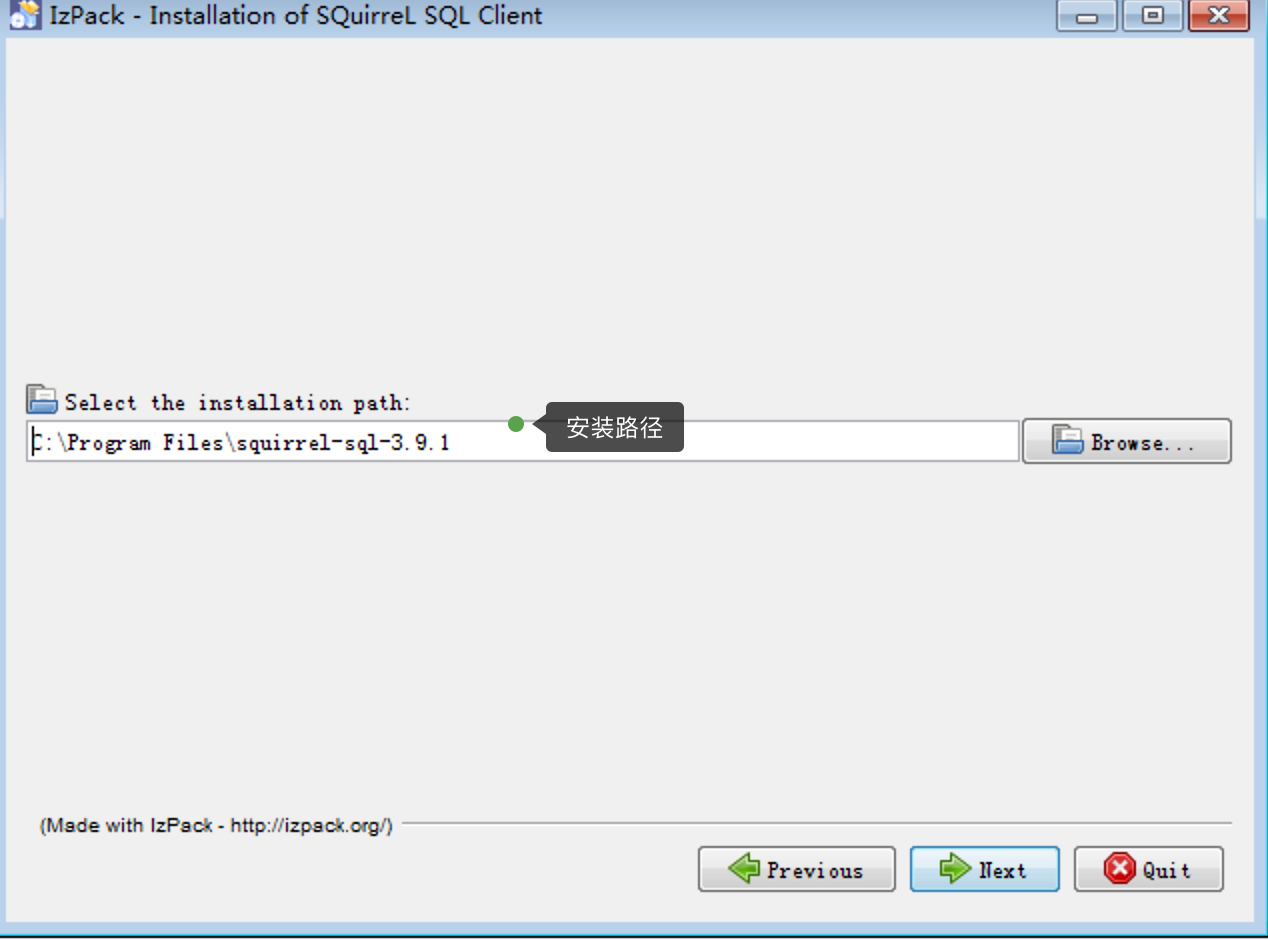 IzPack - Installation of SQuirreL SQL Client
Select the installation path:
安装路径
C:\Program Files\squirrel-sql-3.9.1
Browse...
(Made with IzPack - http://izpack.org/)
Previous
Next
Quit